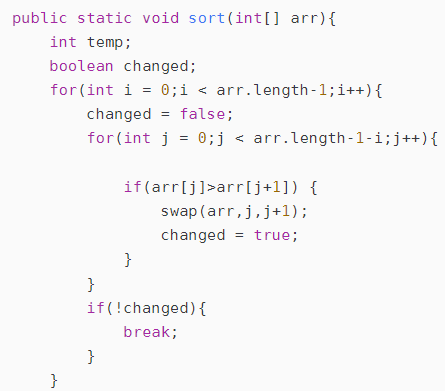 public static void sort(int[] arr){
    int temp;
    boolean changed;
    for(int i = 0;i < arr.length-1;i++){
        changed = false;
        for(int j = 0;j < arr.length-1-i;j++){

            if(arr[j]>arr[j+1]) {
                swap(arr,j,j+1);
                changed = true;
            }
        }
        if(!changed){
            break;
        }
    }